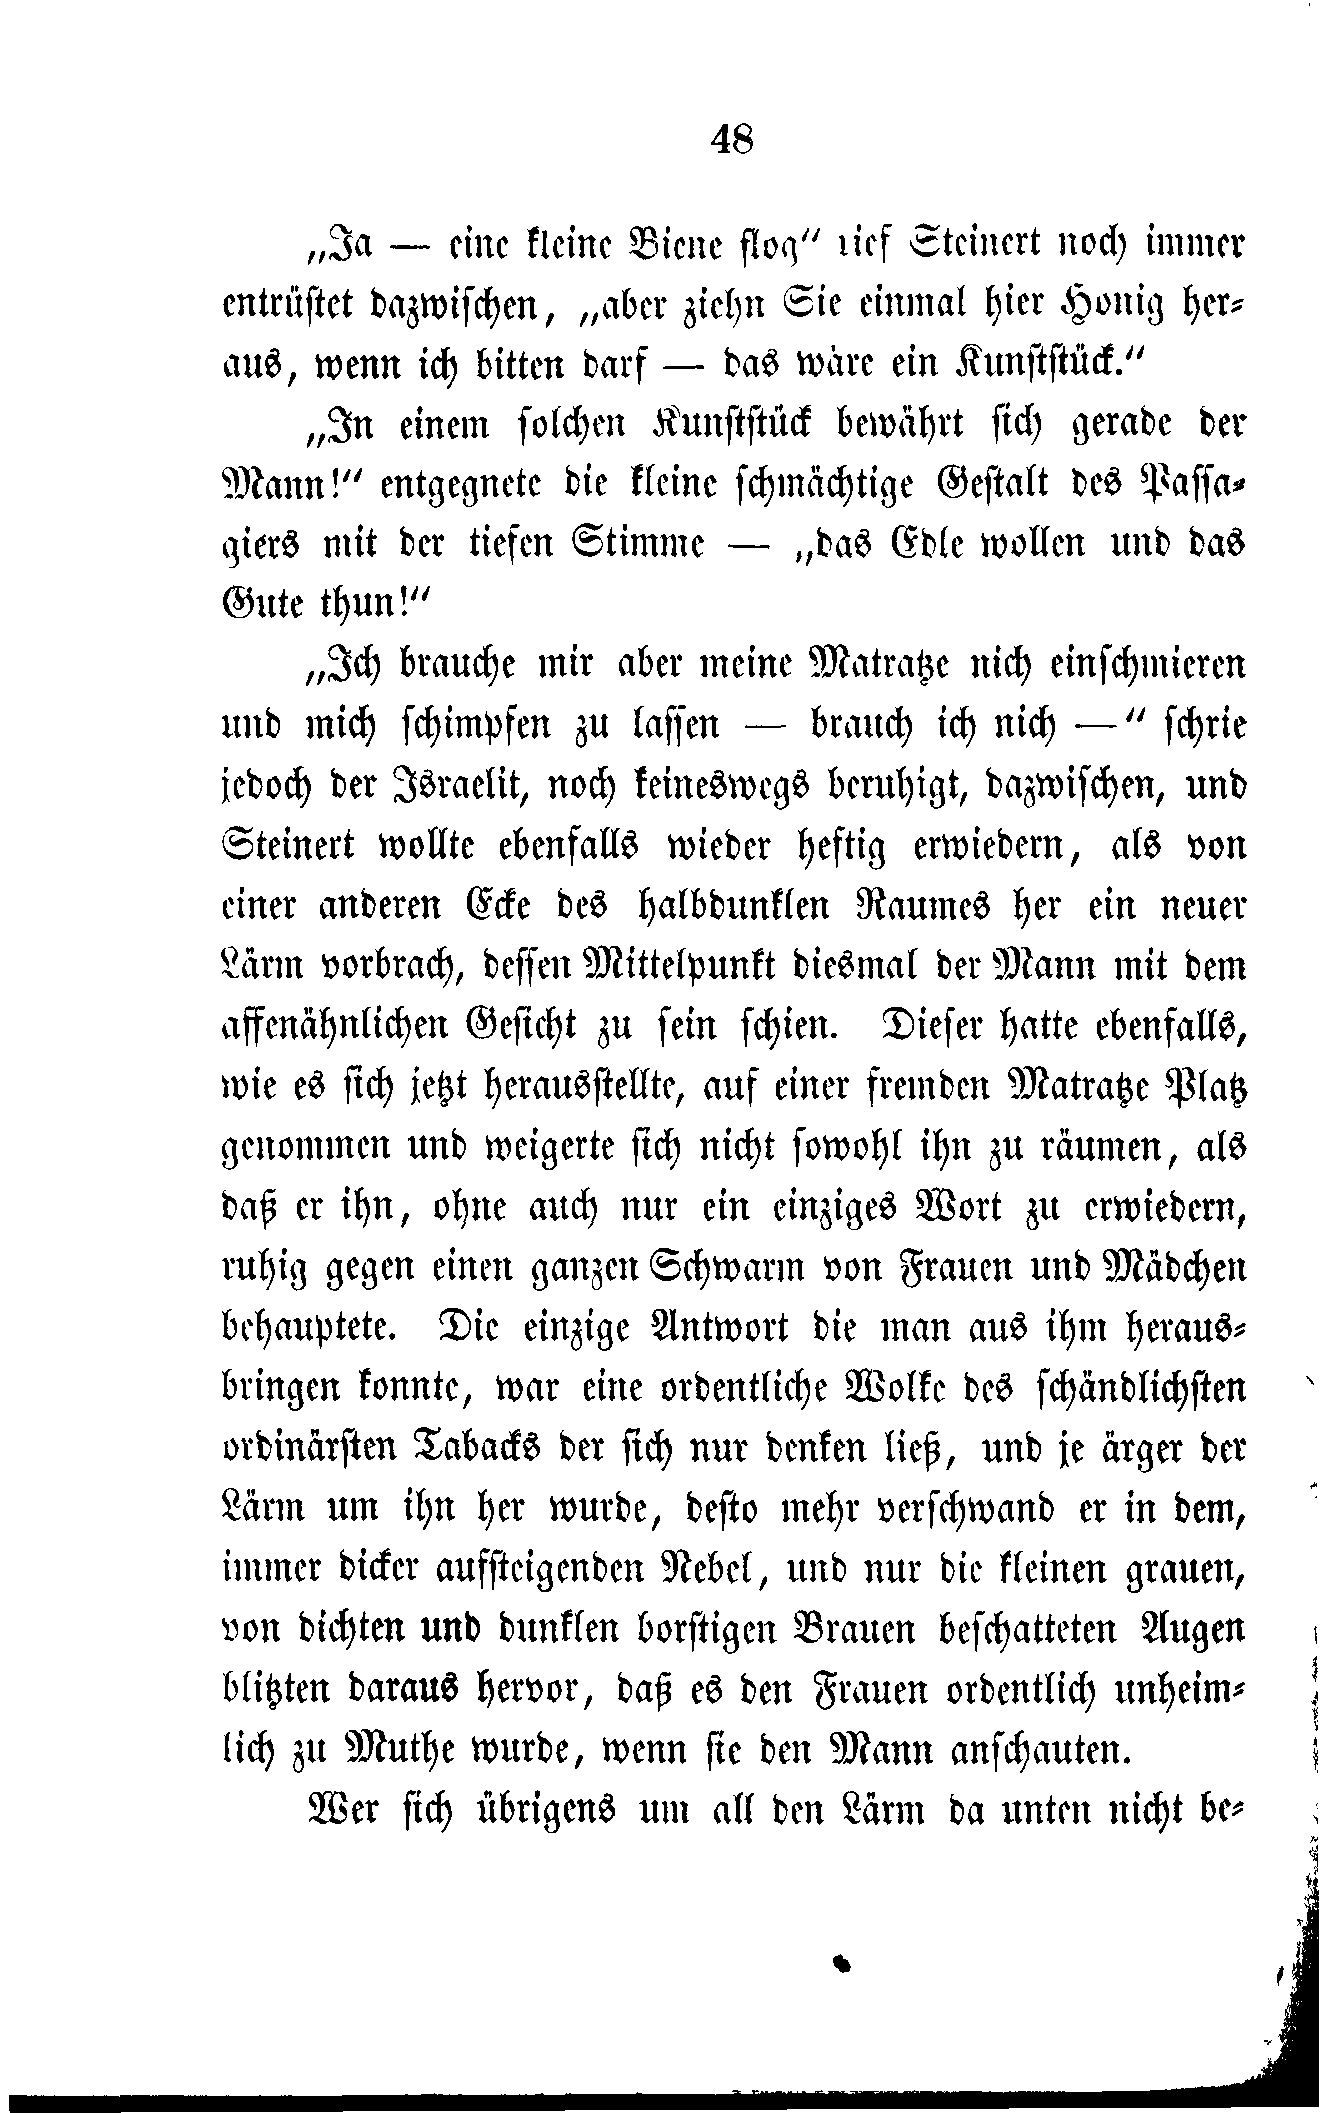 48
„Ja — eine kleine Biene flog“ rief Steinert noch immer
entrüstet dazwischen, „aber ziehn Sie einmal hier Honig her-
aus, wenn ich bitten darf — das wäre ein Kunststück.“
„In einem solchen Kunststück bewährt sich gerade der
Mann!“ entgegnete die kleine schmächtige Gestalt des Passa-
giers mit der tiefen Stimme — „das Edle wollen und das
Gute thun!“
„Ich brauche mir aber meine Matratze nich einschmieren
und mich schimpfen zu lassen — brauch ich nich —“ schrie
jedoch der Israelit, noch keineswegs beruhigt, dazwischen, und
Steinert wollte ebenfalls wieder heftig erwiedern, als von
einer anderen Ecke des halbdunklen Raumes her ein neuer
Lärm vorbrach, dessen Mittelpunkt diesmal der Mann mit dem
affenähnlichen Gesicht zu sein schien. Dieser hatte ebenfalls,
wie es sich jetzt herausstellte, auf einer fremden Matratze Platz
genommen und weigerte sich nicht sowohl ihn zu räumen, als
daß er ihn, ohne auch nur ein einziges Wort zu erwiedern,
ruhig gegen einen ganzen Schwarm von Frauen und Mädchen
behauptete. Die einzige Antwort die man aus ihm heraus-
bringen konnte, war eine ordentliche Wolke des schändlichsten
ordinärsten Tabacks der sich nur denken ließ, und je ärger der
Lärm um ihn her wurde, desto mehr verschwand er in dem,
immer dicker aufsteigenden Nebel, und nur die kleinen grauen,
von dichten und dunklen borstigen Brauen beschatteten Augen
blitzten daraus hervor, daß es den Frauen ordentlich unheim-
lich zu Muthe wurde, wenn sie den Mann anschauten.
Wer sich übrigens um all den Lärm da unten nicht be-